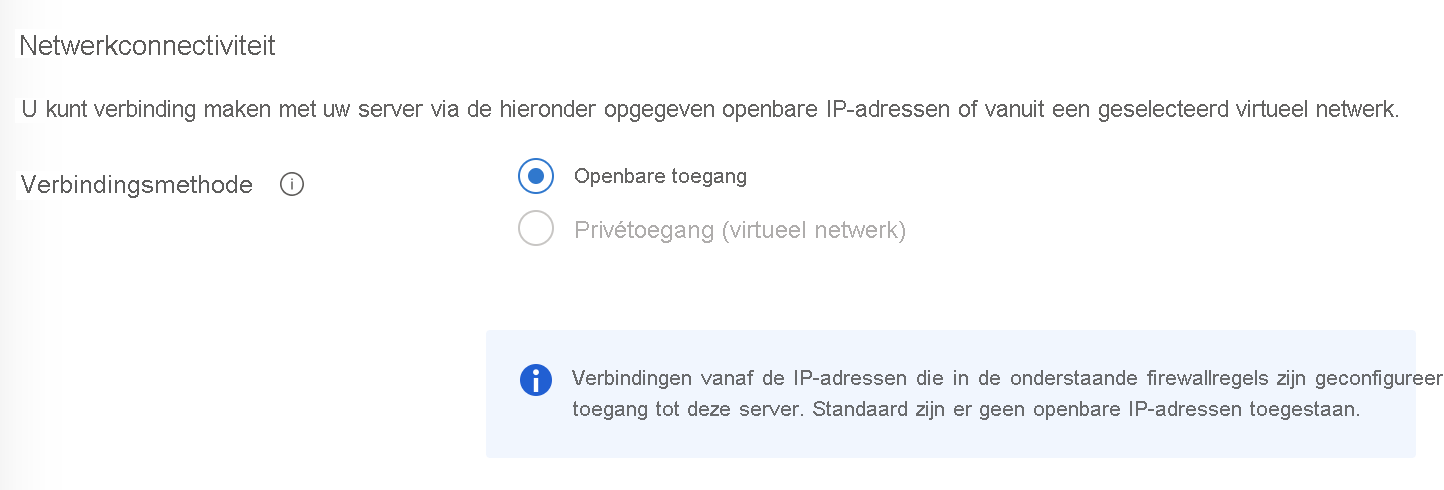 Netwerkconnectiviteit
U kunt verbinding maken met uw server via de hieronder opgegeven openbare IP-adressen of vanuit een geselecteerd virtueel netwerk.
Verbindingsmethode
Openbare toegang
Privétoegang (virtueel netwerk)
Verbindingen vanaf de IP-adressen die in de onderstaande firewallregels zijn geconfigureer
toegang tot deze server. Standaard zijn er geen openbare IP-adressen toegestaan.